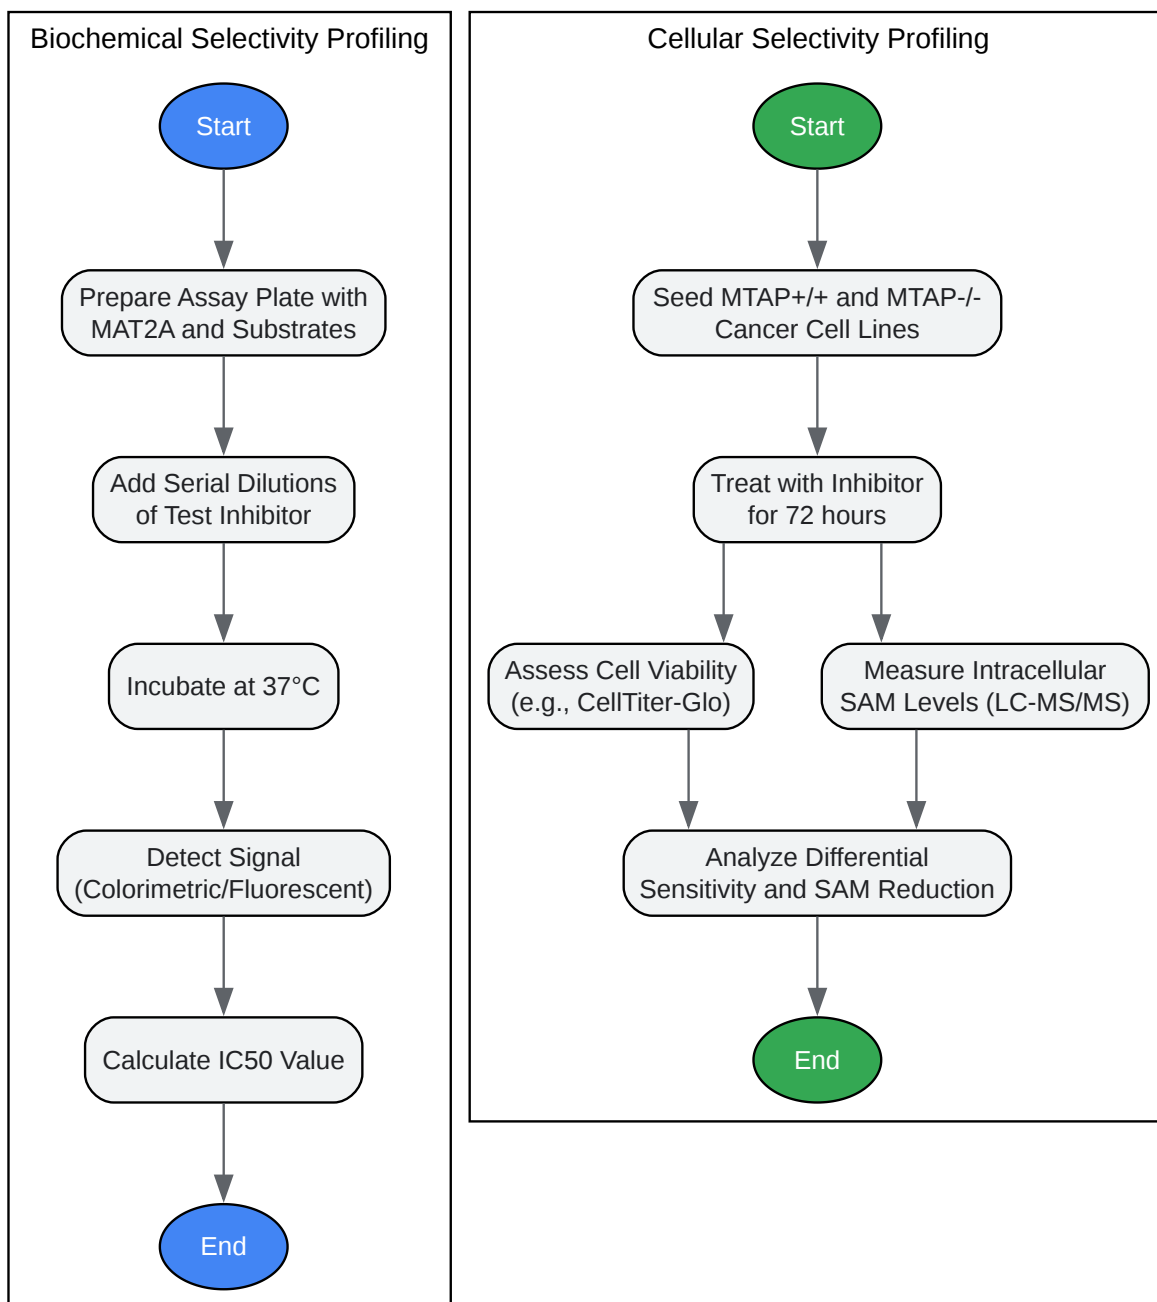 Biochemical Selectivity Profiling
Start
Prepare Assay Plate with
MAT2A and Substrates
Add Serial Dilutions
of Test Inhibitor
Incubate at 37°C
Detect Signal
(Colorimetric/Fluorescent)
Calculate IC50 Value
End
Cellular Selectivity Profiling
Start
Seed MTAP+/+ and MTAP-/-
Cancer Cell Lines
Treat with Inhibitor
for 72 hours
Assess Cell Viability
(e.g., CellTiter-Glo)
Measure Intracellular
SAM Levels (LC-MS/MS)
Analyze Differential
Sensitivity and SAM Reduction
End